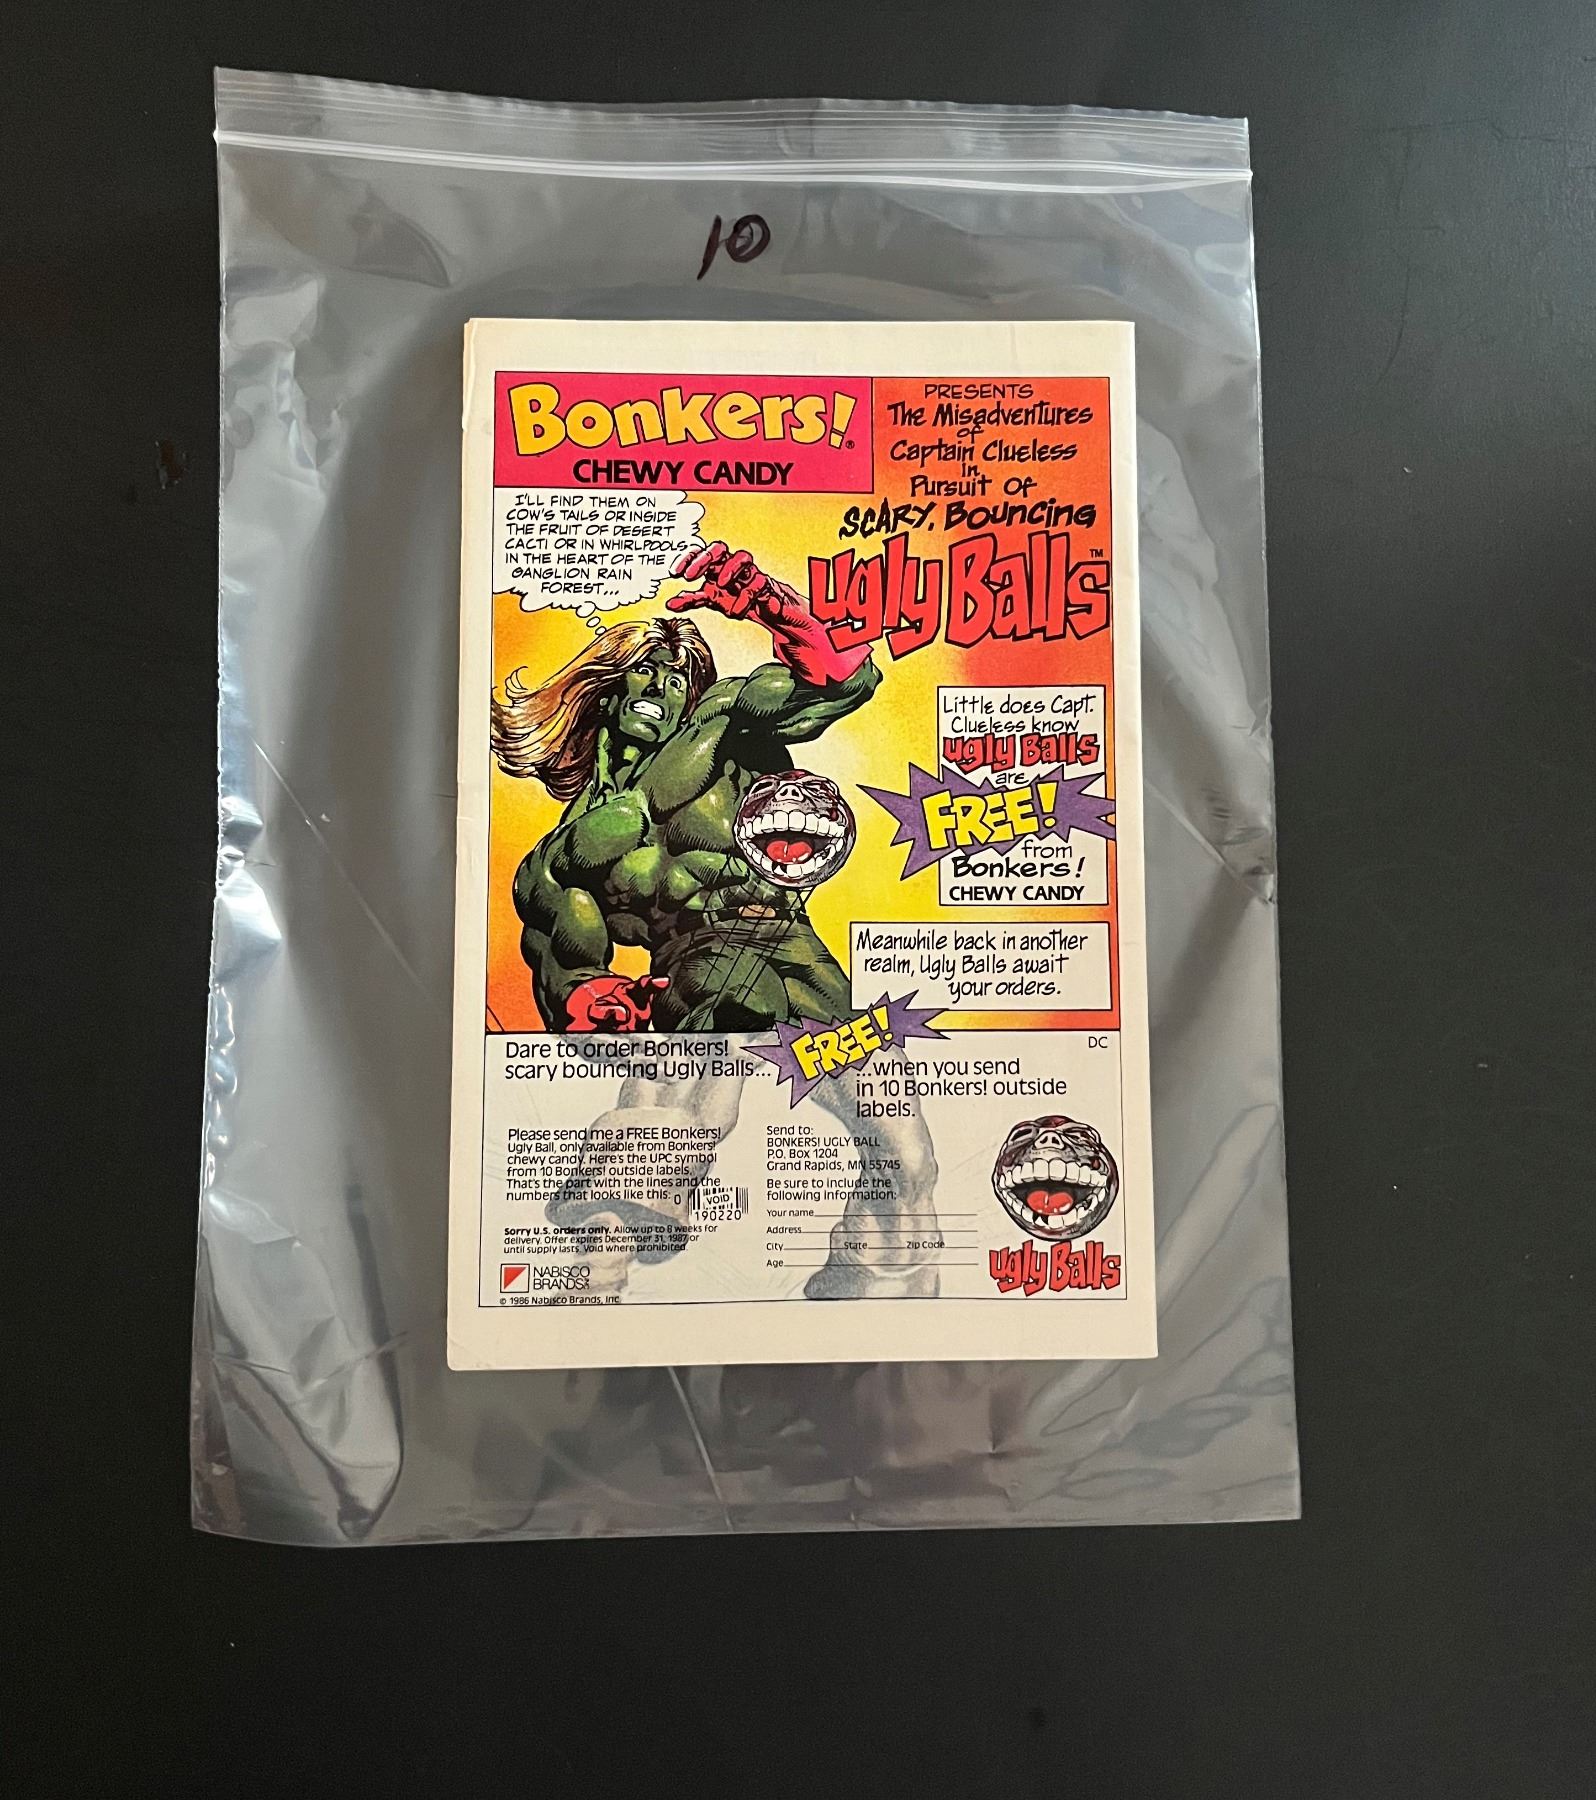 10
Bonkers!®
CHEWY CANDY
PRESENTS
The Misadventures
of
Captain Clueless
In
Pursuit Of
SCARY, Bouncing
Ugly Balls™
I'LL FIND THEM ON
COW'S TAILS OR INSIDE
THE FRUIT OF DESERT
CACTI OR IN WHIRLPOOLS
IN THE HEART OF THE
GANGLION RAIN
FOREST...
Little does Capt.
Clueless know
Ugly Balls
are
FREE!
from
Bonkers!
CHEWY CANDY
Meanwhile back in another
realm, Ugly Balls await
your orders.
DC
Dare to order Bonkers!
scary bouncing Ugly Balls...
FREE!
...when you send
in 10 Bonkers! outside
labels.
Please send me a FREE Bonkers!
Ugly Ball, only available from Bonkers!
chewy candy. Here's the UPC symbol
from 10 Bonkers! outside labels.
That's the part with the lines and the
numbers that looks like this: 0
VOID
190220
Sorry U.S. orders only. Allow up to 8 weeks for
delivery. Offer expires December 31, 1987 or
until supply lasts. Void where prohibited.
NABISCO
BRANDS
© 1986 Nabisco Brands, Inc.
Send to:
BONKERS! UGLY BALL
P.O. Box 1204
Grand Rapids, MN 55745
Be sure to include the
following information:
Your name
Address
City State Zip Code
Age
Ugly Balls